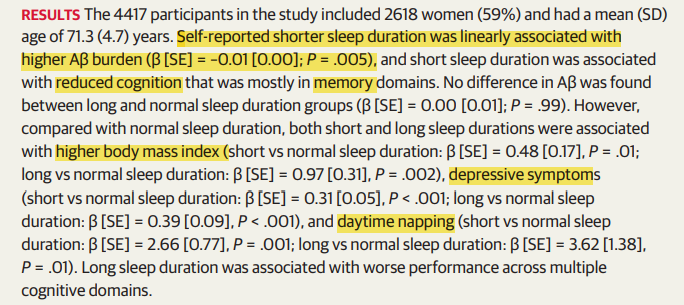 RESULTS The 4417 participants in the study included 2618 women (59%) and had a mean (SD)
age of 71.3 (4.7) years. Self-reported shorter sleep duration was linearly associated with
higher Aβ burden (β [SE] = –0.01 [0.00]; P = .005), and short sleep duration was associated
with reduced cognition that was mostly in memory domains. No difference in Aβ was found
between long and normal sleep duration groups (β [SE] = 0.00 [0.01]; P = .99). However,
compared with normal sleep duration, both short and long sleep durations were associated
with higher body mass index (short vs normal sleep duration: β [SE] = 0.48 [0.17], P = .01;
long vs normal sleep duration: β [SE] = 0.97 [0.31], P = .002), depressive symptoms
(short vs normal sleep duration: β [SE] = 0.31 [0.05], P < .001; long vs normal sleep
duration: β [SE] = 0.39 [0.09], P < .001), and daytime napping (short vs normal sleep
duration: β [SE] = 2.66 [0.77], P = .001; long vs normal sleep duration: β [SE] = 3.62 [1.38],
P = .01). Long sleep duration was associated with worse performance across multiple
cognitive domains.